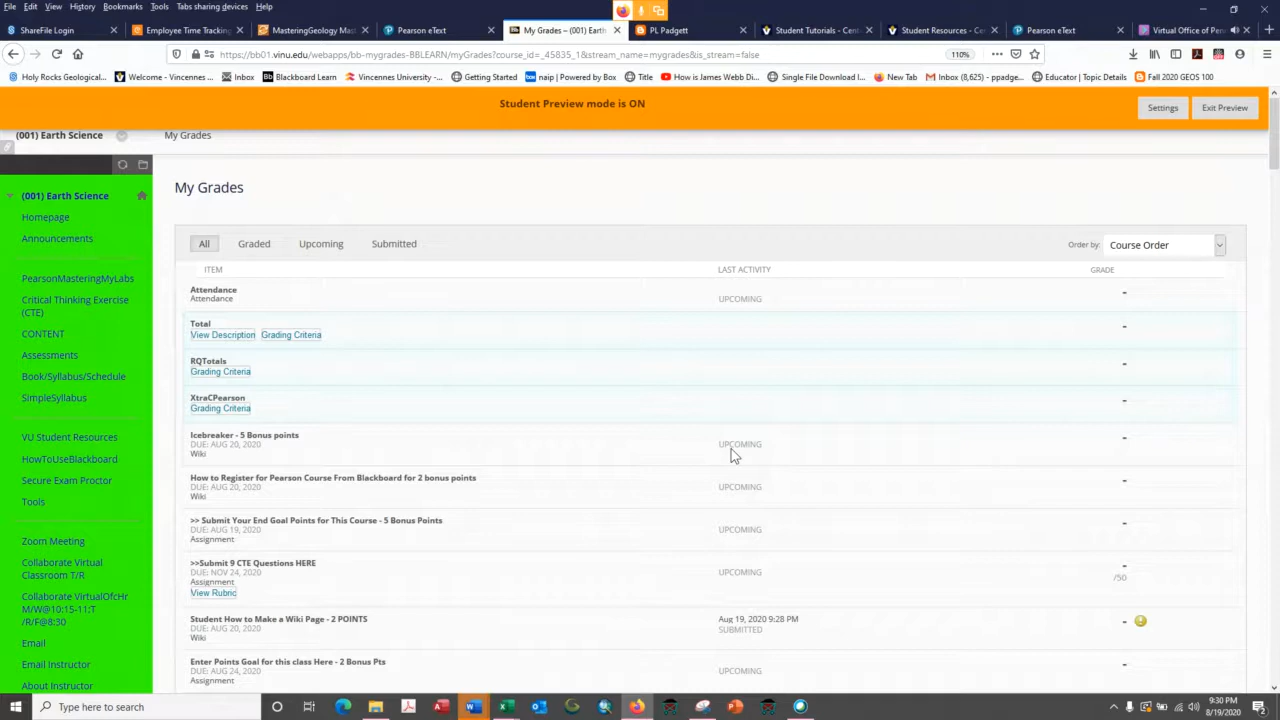 File Edit View History Bookmarks Tools Window Help
ShareFile Login
Employee Time Tracking
MasteringGeology Mast
Pearson eText
My Grades – (001) Earth Scien
PL Padgett
Student Tutorials - Center
Student Resources - Cente
Pearson eText
Virtual Office of Penny
https://bb01.vinu.edu/webapps/bb-mygrades-BBLEARN/myGrades?course_id=_45835_1&stream_name=mygrades&is_stream=false
110%
Holy Rocks Geological...
Welcome - Vincennes ...
Inbox
Blackboard Learn
Vincennes University...
Getting Started
naip | Powered by Box
Title
How is James Webb Di...
Single File Download I...
New Tab
Inbox (8,625) - ppadge...
Educator | Topic Details
Fall 2020 GEOS 100
Student Preview mode is ON
Settings
Exit Preview
(001) Earth Science
My Grades
(001) Earth Science
Homepage
Announcements
PearsonMasteringMyLabs
Critical Thinking Exercise
(CTE)
CONTENT
Assessments
Book/Syllabus/Schedule
SimpleSyllabus
VU Student Resources
HowToUseBlackboard
Secure Exam Proctor
Tools
Zoom Meeting
Collaborate Virtual
Classroom T/R
Collaborate VirtualOfcHr
M/W@10:15-11;T
/R/F@8:30
Email
Email Instructor
About Instructor
My Grades
All
Graded
Upcoming
Submitted
Order by:
Course Order
ITEM
LAST ACTIVITY
GRADE
Attendance
Attendance
UPCOMING
-
Total
View Description
Grading Criteria
-
RQTotals
Grading Criteria
-
XtraCPearson
Grading Criteria
-
Icebreaker - 5 Bonus points
DUE: AUG 20, 2020
Wiki
UPCOMING
-
How to Register for Pearson Course From Blackboard for 2 bonus points
DUE: AUG 20, 2020
Wiki
UPCOMING
-
>> Submit Your End Goal Points for This Course - 5 Bonus Points
DUE: AUG 19, 2020
Assignment
UPCOMING
-
>>Submit 9 CTE Questions HERE
DUE: NOV 24, 2020
Assignment
View Rubric
UPCOMING
-
/50
Student How to Make a Wiki Page - 2 POINTS
DUE: AUG 20, 2020
Wiki
Aug 19, 2020 9:28 PM
SUBMITTED
-
Enter Points Goal for this class Here - 2 Bonus Pts
DUE: AUG 24, 2020
Assignment
UPCOMING
-
Type here to search
9:30 PM
8/19/2020